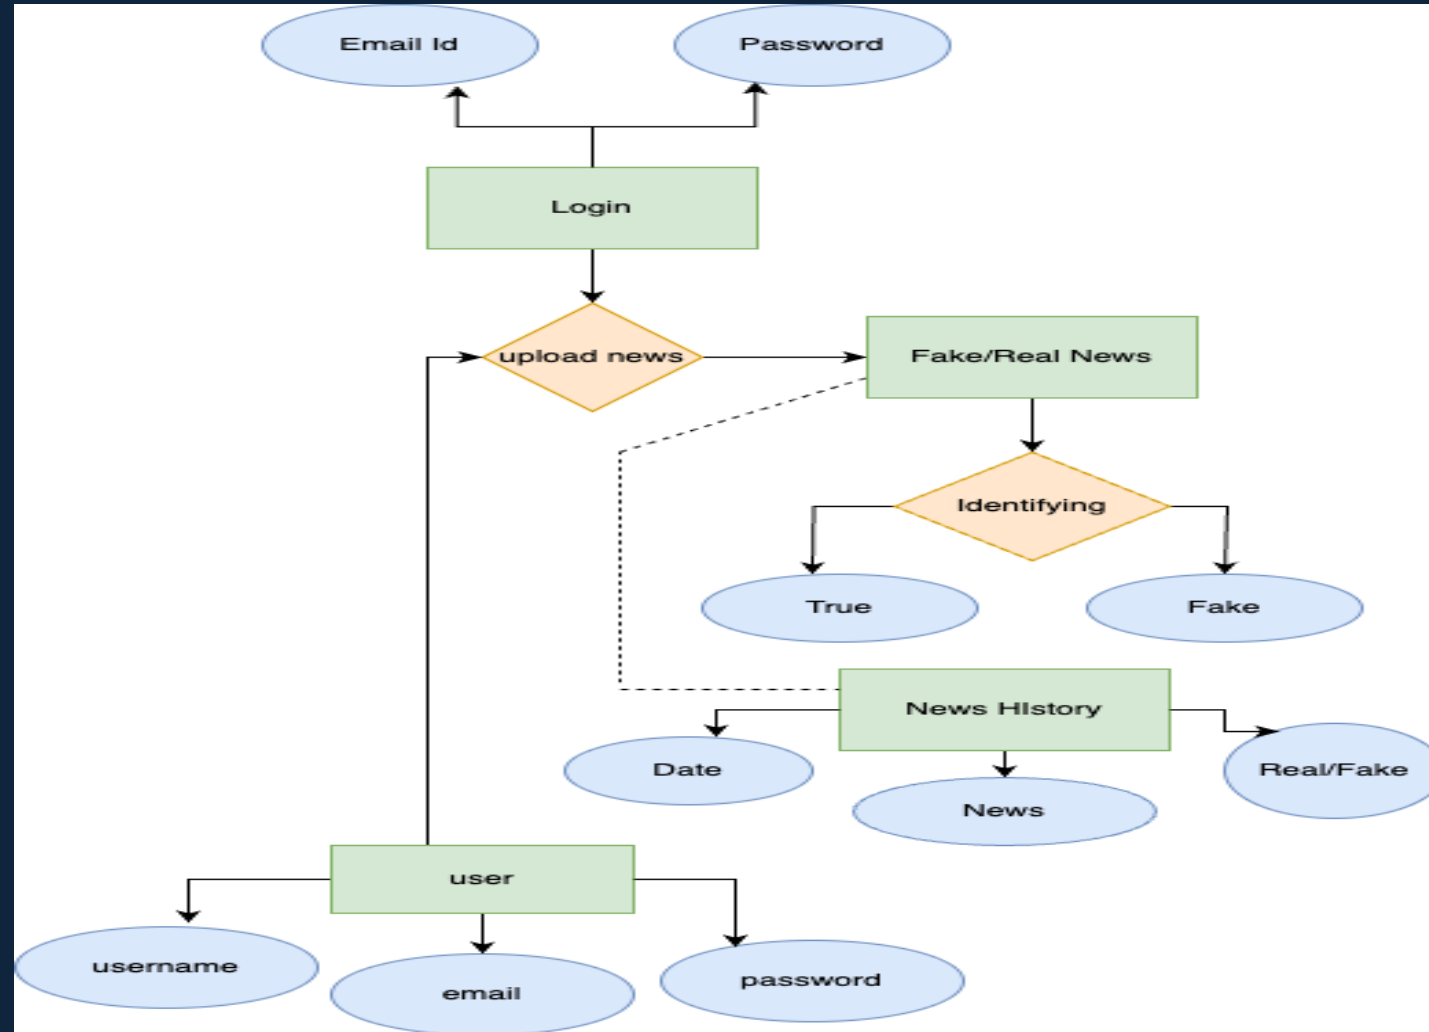 Email Id
Password
Login
upload news
Fake/Real News
Identifying
True
Fake
News HIstory
Date
News
Real/Fake
user
username
email
password